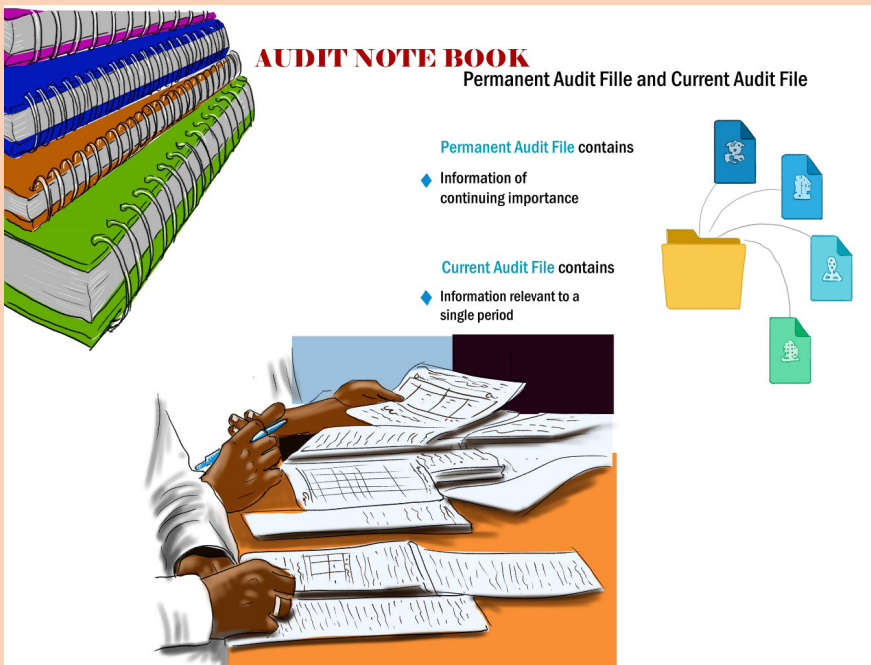 AUDIT NOTE BOOK
Permanant Audit Fille and Current Audit File
Permanent Audit File contains
Information of
continuing importance
Current Audit File contains
Information relevant to a
single period